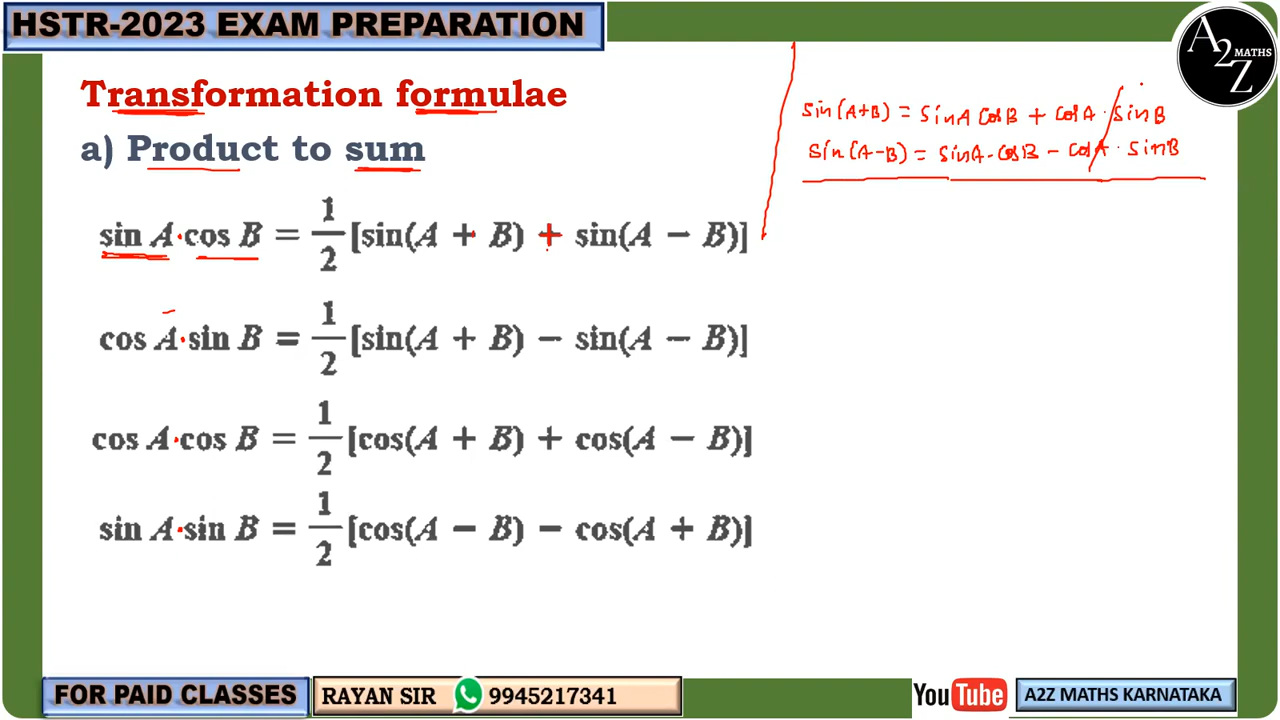 HSTR-2023 EXAM PREPARATION
A2Z MATHS
Transformation formulae
a) Product to sum
sin(A+B) = sinA cosB + cosA · sinB
sin(A−B) = sinA·cosB − cosA · sinB
sin A·cos B = 1/2 [sin(A + B) + sin(A − B)]
cos A·sin B = 1/2 [sin(A + B) − sin(A − B)]
cos A·cos B = 1/2 [cos(A + B) + cos(A − B)]
sin A·sin B = 1/2 [cos(A − B) − cos(A + B)]
FOR PAID CLASSES
RAYAN SIR 9945217341
YouTube
A2Z MATHS KARNATAKA